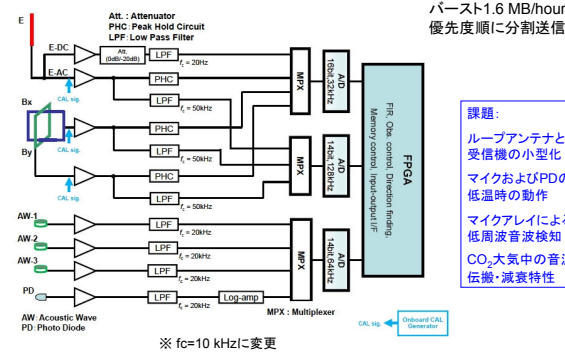 バースト1.6 MB/hour
優先度順に分割送信
Att. : Attenuator
PHC: Peak Hold Circuit
LPF: Low Pass Filter
E
E-DC
Att.
(0dB/-20dB)
LPF
fc = 20Hz
E-AC
PHC
CAL sig.
LPF
fc = 50kHz
MPX
A/D
16bit,32kHz
Bx
PHC
CAL sig.
LPF
fc = 50kHz
By
PHC
CAL sig.
LPF
fc = 50kHz
MPX
A/D
14bit,128kHz
FPGA
FIR, Obs. control, Direction finding,
Memory control, Input-output I/F
AW-1
LPF
fc = 20kHz
AW-2
LPF
fc = 20kHz
AW-3
LPF
fc = 20kHz
PD
LPF
fc = 20kHz
Log-amp
MPX
A/D
14bit,64kHz
MPX : Multiplexer
AW: Acoustic Wave
PD: Photo Diode
CAL sig.
Onboard CAL
Generator
※ fc=10 kHzに変更
課題:
ループアンテナと
受信機の小型化
マイクおよびPDの
低温時の動作
マイクアレイによる
低周波音波検知
CO2大気中の音波
伝搬・減衰特性